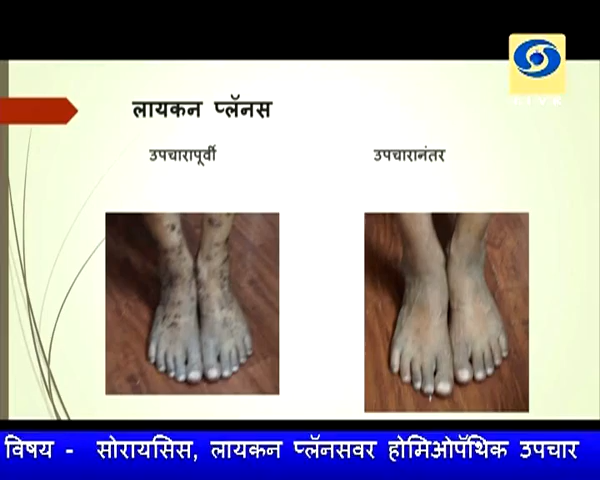 लायकन प्लॅनस
उपचारापूर्वी
उपचारानंतर
विषय - सोरायसिस, लायकन प्लॅनसवर होमिओपॅथिक उपचार